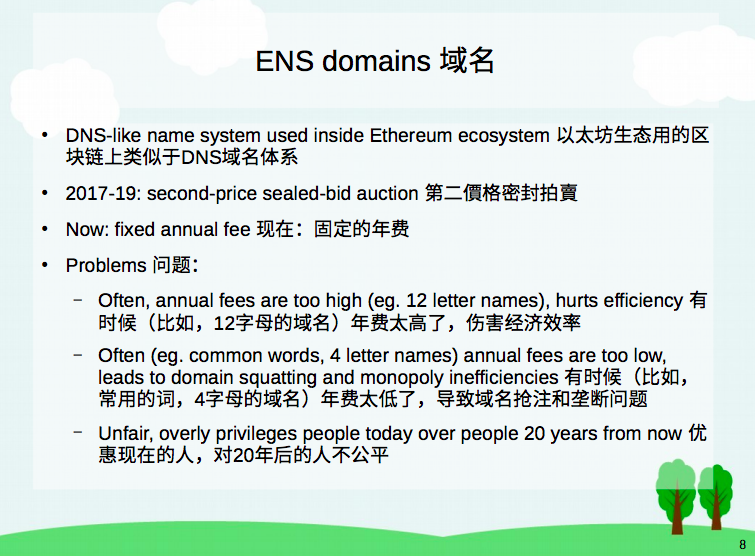 ENS domains 域名
• DNS-like name system used inside Ethereum ecosystem 以太坊生态用的区
块链上类似于DNS域名体系
• 2017-19: second-price sealed-bid auction 第二價格密封拍賣
• Now: fixed annual fee 现在：固定的年费
• Problems 问题：
– Often, annual fees are too high (eg. 12 letter names), hurts efficiency 有
时候（比如，12字母的域名）年费太高了，伤害经济效率
– Often (eg. common words, 4 letter names) annual fees are too low,
leads to domain squatting and monopoly inefficiencies 有时候（比如，
常用的词，4字母的域名）年费太低了，导致域名抢注和垄断问题
– Unfair, overly privileges people today over people 20 years from now 优
惠现在的人，对20年后的人不公平
8